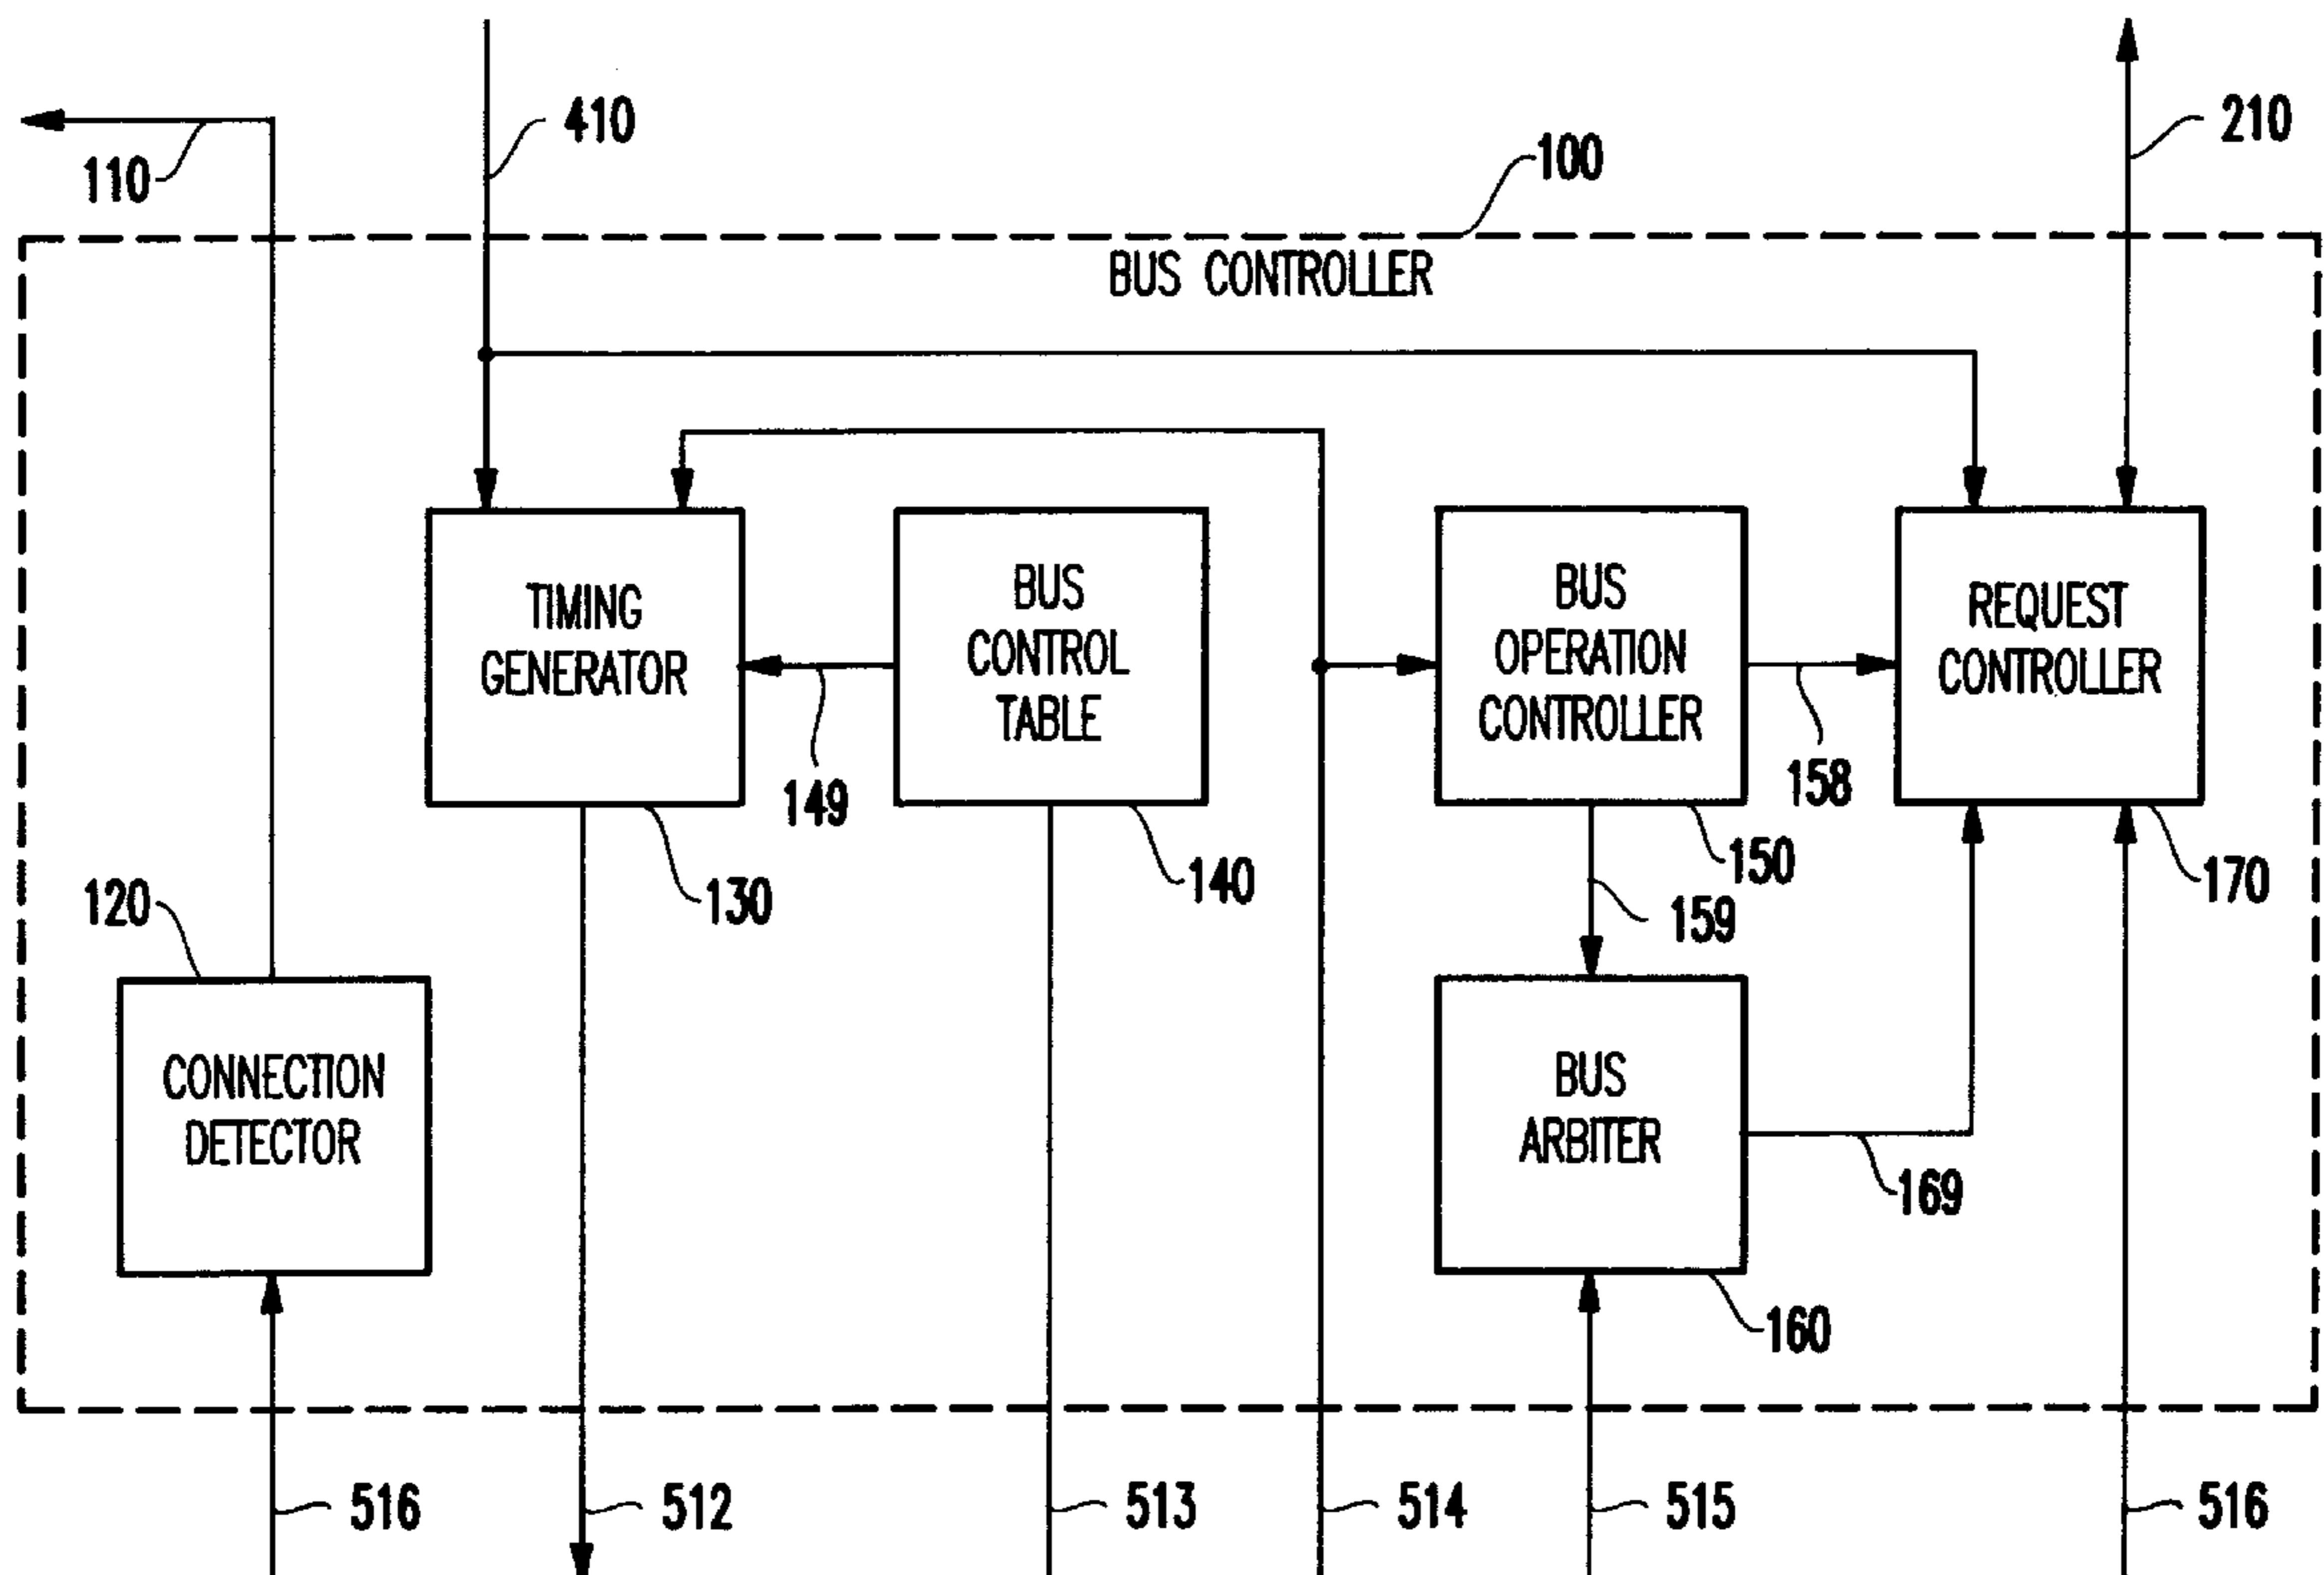 410
210
110
100
BUS CONTROLLER
TIMING
GENERATOR
BUS
CONTROL
TABLE
BUS
OPERATION
CONTROLLER
REQUEST
CONTROLLER
149
158
130
140
150
170
120
159
CONNECTION
DETECTOR
BUS
ARBITER
169
160
516
512
513
514
515
516